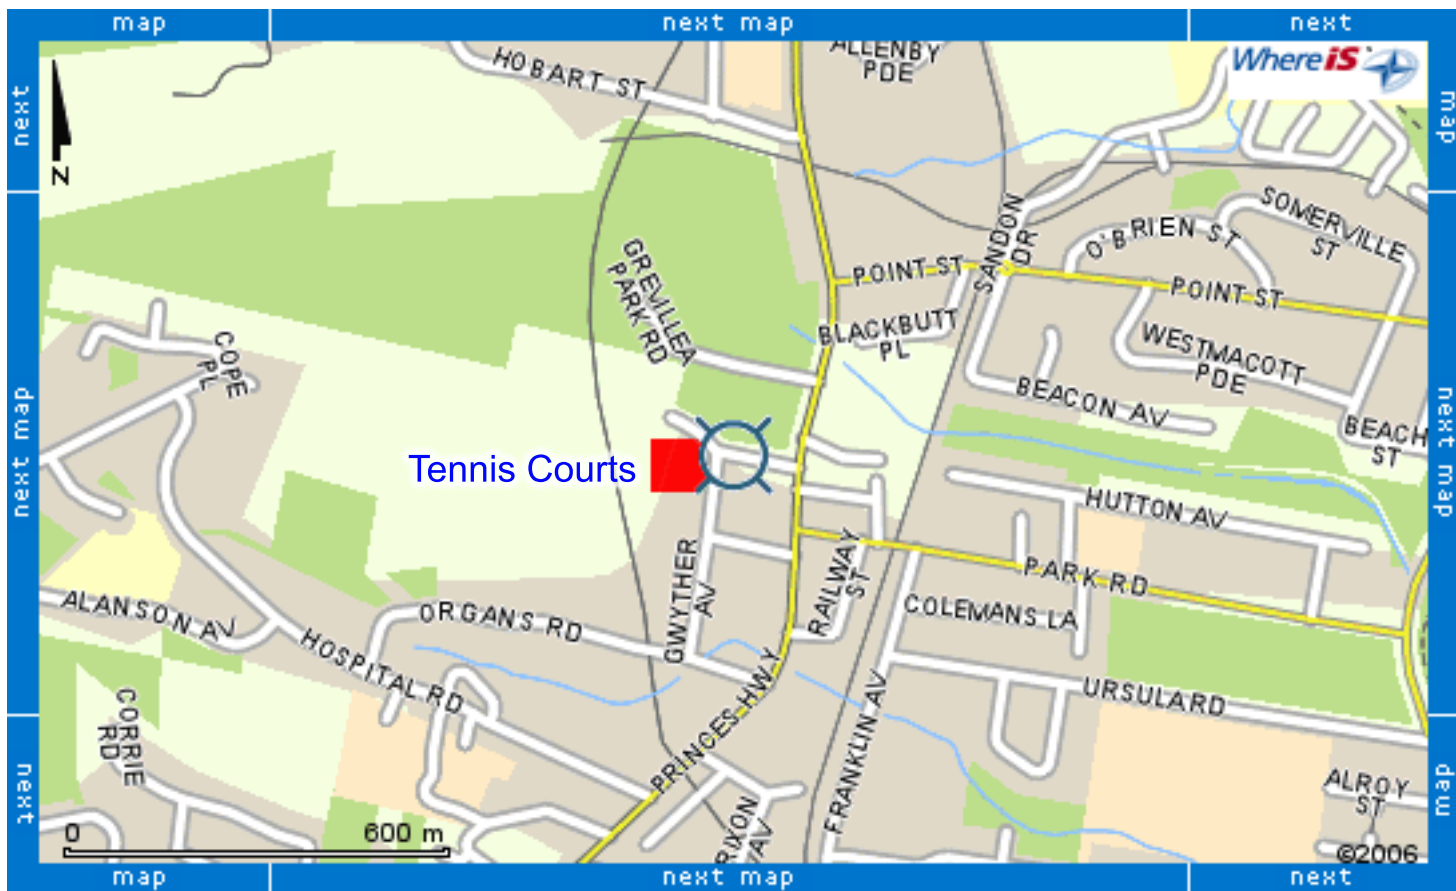 map
next map
next
ALLENBY
PDE
WhereiS
HOBART ST
next
map
N
SANDON
DR
SOMERVILLE
ST
O'BRIEN ST
GREVILLEA
PARK RD
POINT ST
POINT ST
BLACKBUTT
PL
WESTMACOTT
PDE
COPE
PL
BEACON AV
BEACH
ST
next map
next map
Tennis Courts
HUTTON AV
RAILWAY
ST
PARK RD
GWYTHER
AV
ALANSON AV
ORGANS RD
COLEMANS LA
HOSPITAL RD
PRINCES HWY
URSULA RD
CORRIE
RD
FRANKLIN AV
ALROY
ST
next
map
RIXON
AV
0
600 m
©2006
map
next map
next